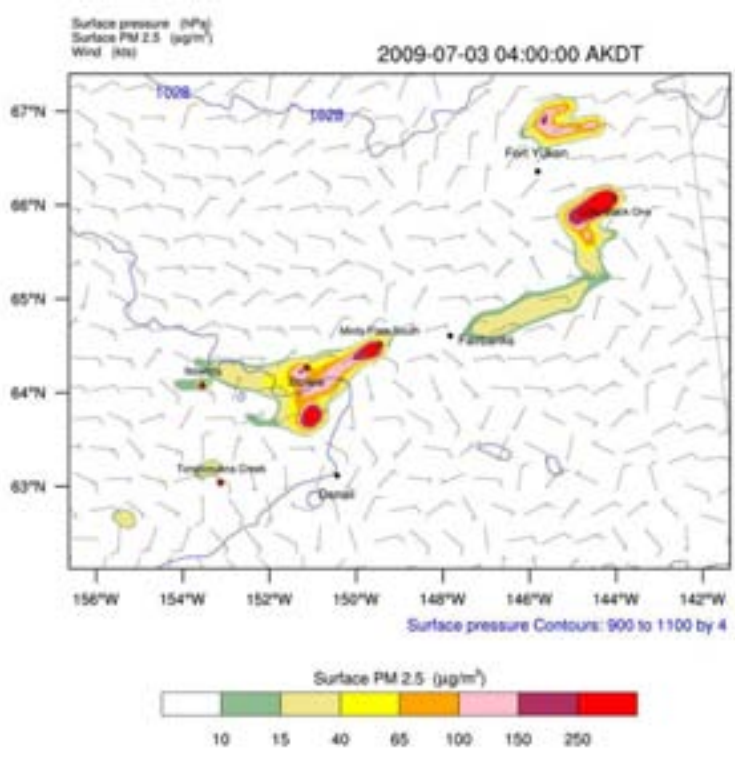 Surface pressure (hPa)
Surface PM 2.5 (μg/m³)
Wind (kts)
2009-07-03 04:00:00 AKDT
67°N
66°N
65°N
64°N
63°N
1028
1028
Fort Yukon
Fairbanks
Minto Flats South
Creek
Denali
156°W
154°W
152°W
150°W
148°W
146°W
144°W
142°W
Surface pressure Contours: 900 to 1100 by 4
Surface PM 2.5 (μg/m³)
10
15
40
65
100
150
250